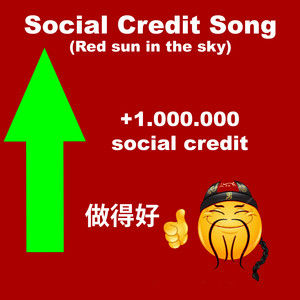 Social Credit Song
(Red sun in the sky)
+1.000.000
social credit
做得好